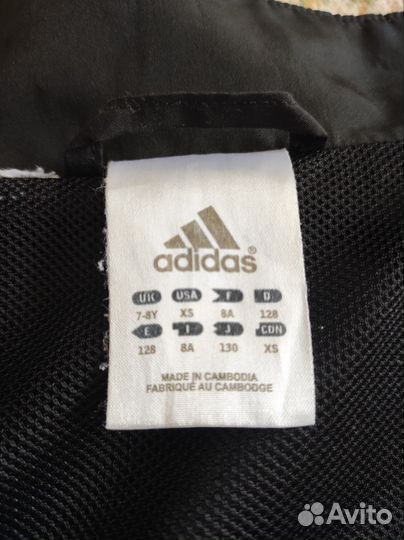 adidas®
UK USA F D
7-8Y XS 8A 128
E I J CDN
128 8A 130 XS
MADE IN CAMBODIA
FABRIQUÉ AU CAMBODGE
Avito